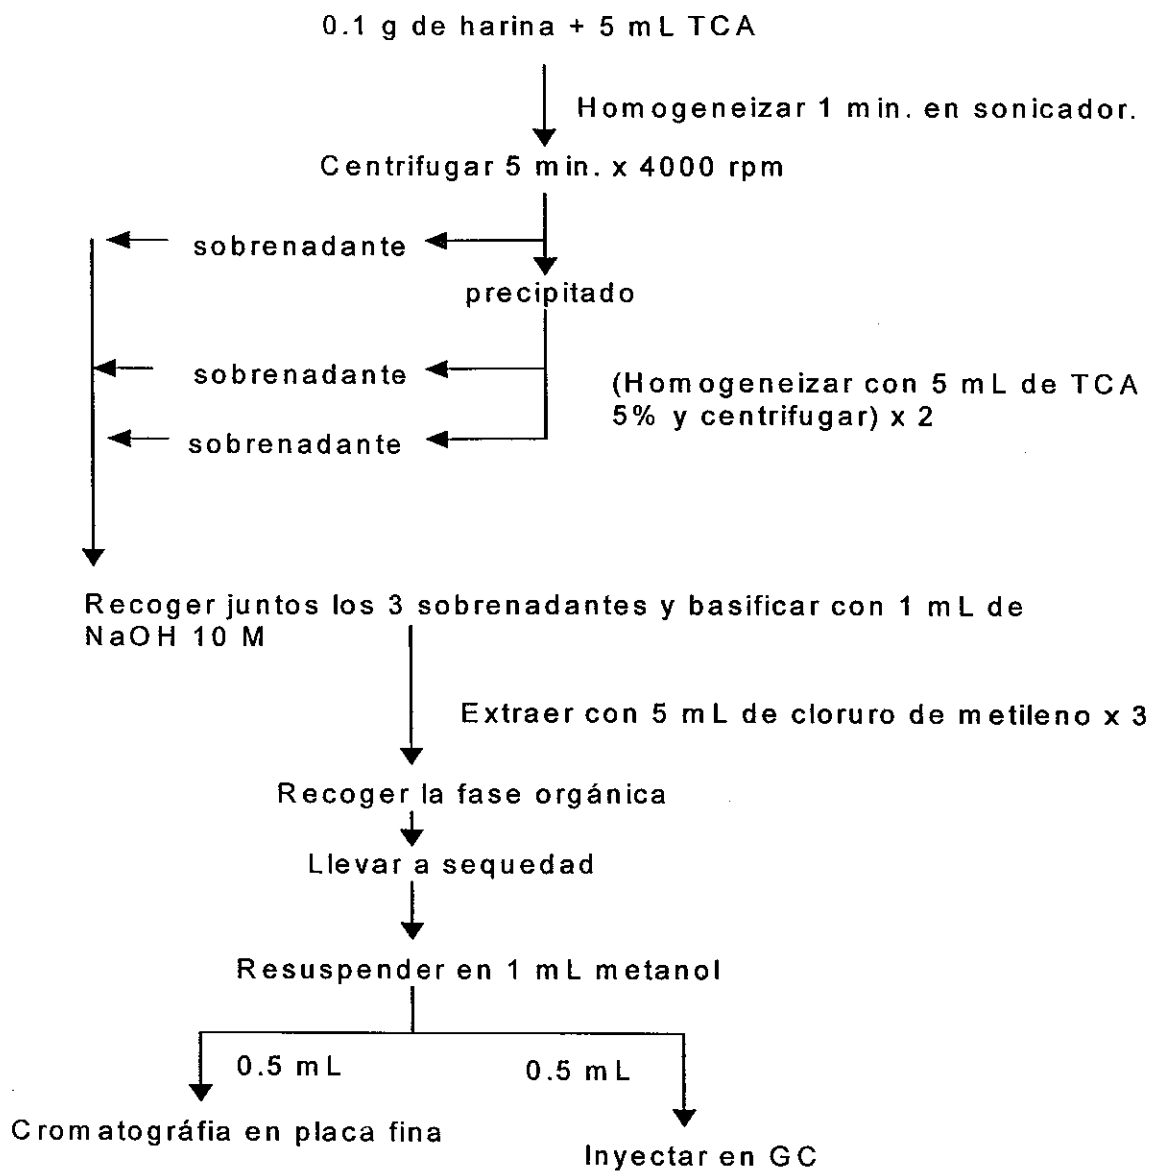 0.1 g de harina + 5 mL TCA
Homogeneizar 1 min. en sonicador.
Centrifugar 5 min. x 4000 rpm
sobrenadante
precipitado
sobrenadante
(Homogeneizar con 5 mL de TCA
5% y centrifugar) x 2
sobrenadante
Recoger juntos los 3 sobrenadantes y basificar con 1 mL de
NaOH 10 M
Extraer con 5 mL de cloruro de metileno x 3
Recoger la fase orgánica
Llevar a sequedad
Resuspender en 1 mL metanol
0.5 mL
0.5 mL
Cromatográfia en placa fina
Inyectar en GC